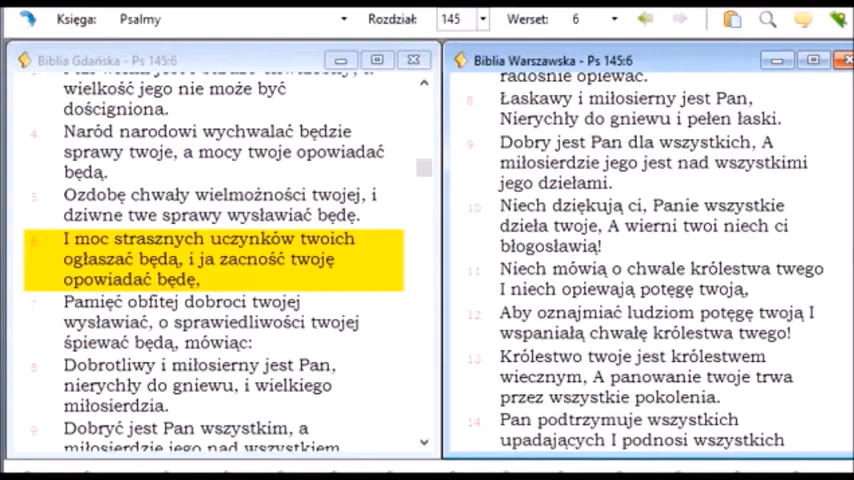 Księga: Psalmy Rozdział: 145 Werset: 6
Biblia Gdańska - Ps 145:6
wielkość jego nie może być
dościgniona.
4. Naród narodowi wychwalać będzie
sprawy twoje, a mocy twoje opowiadać
będą.
5. Ozdobę chwały wielmożności twojej, i
dziwne twe sprawy wysławiać będę.
6. I moc strasznych uczynków twoich
ogłaszać będą, i ja zacność twoję
opowiadać będę,
7. Pamięć obfitej dobroci twojej
wysławiać, o sprawiedliwości twojej
śpiewać będą, mówiąc:
8. Dobrotliwy i miłosierny jest Pan,
nierychły do gniewu, i wielkiego
miłosierdzia.
9. Dobryć jest Pan wszystkim, a
miłosierdzie jego nad wszystkiem
Biblia Warszawska - Ps 145:6
radośnie opiewać.
8. Łaskawy i miłosierny jest Pan,
Nierychły do gniewu i pełen łaski.
9. Dobry jest Pan dla wszystkich, A
miłosierdzie jego jest nad wszystkimi
jego dziełami.
10. Niech dziękują ci, Panie wszystkie
dzieła twoje, A wierni twoi niech ci
błogosławią!
11. Niech mówią o chwale królestwa twego
I niech opiewają potęgę twoją,
12. Aby oznajmiać ludziom potęgę twoją I
wspaniałą chwałę królestwa twego!
13. Królestwo twoje jest królestwem
wiecznym, A panowanie twoje trwa
przez wszystkie pokolenia.
14. Pan podtrzymuje wszystkich
upadających I podnosi wszystkich